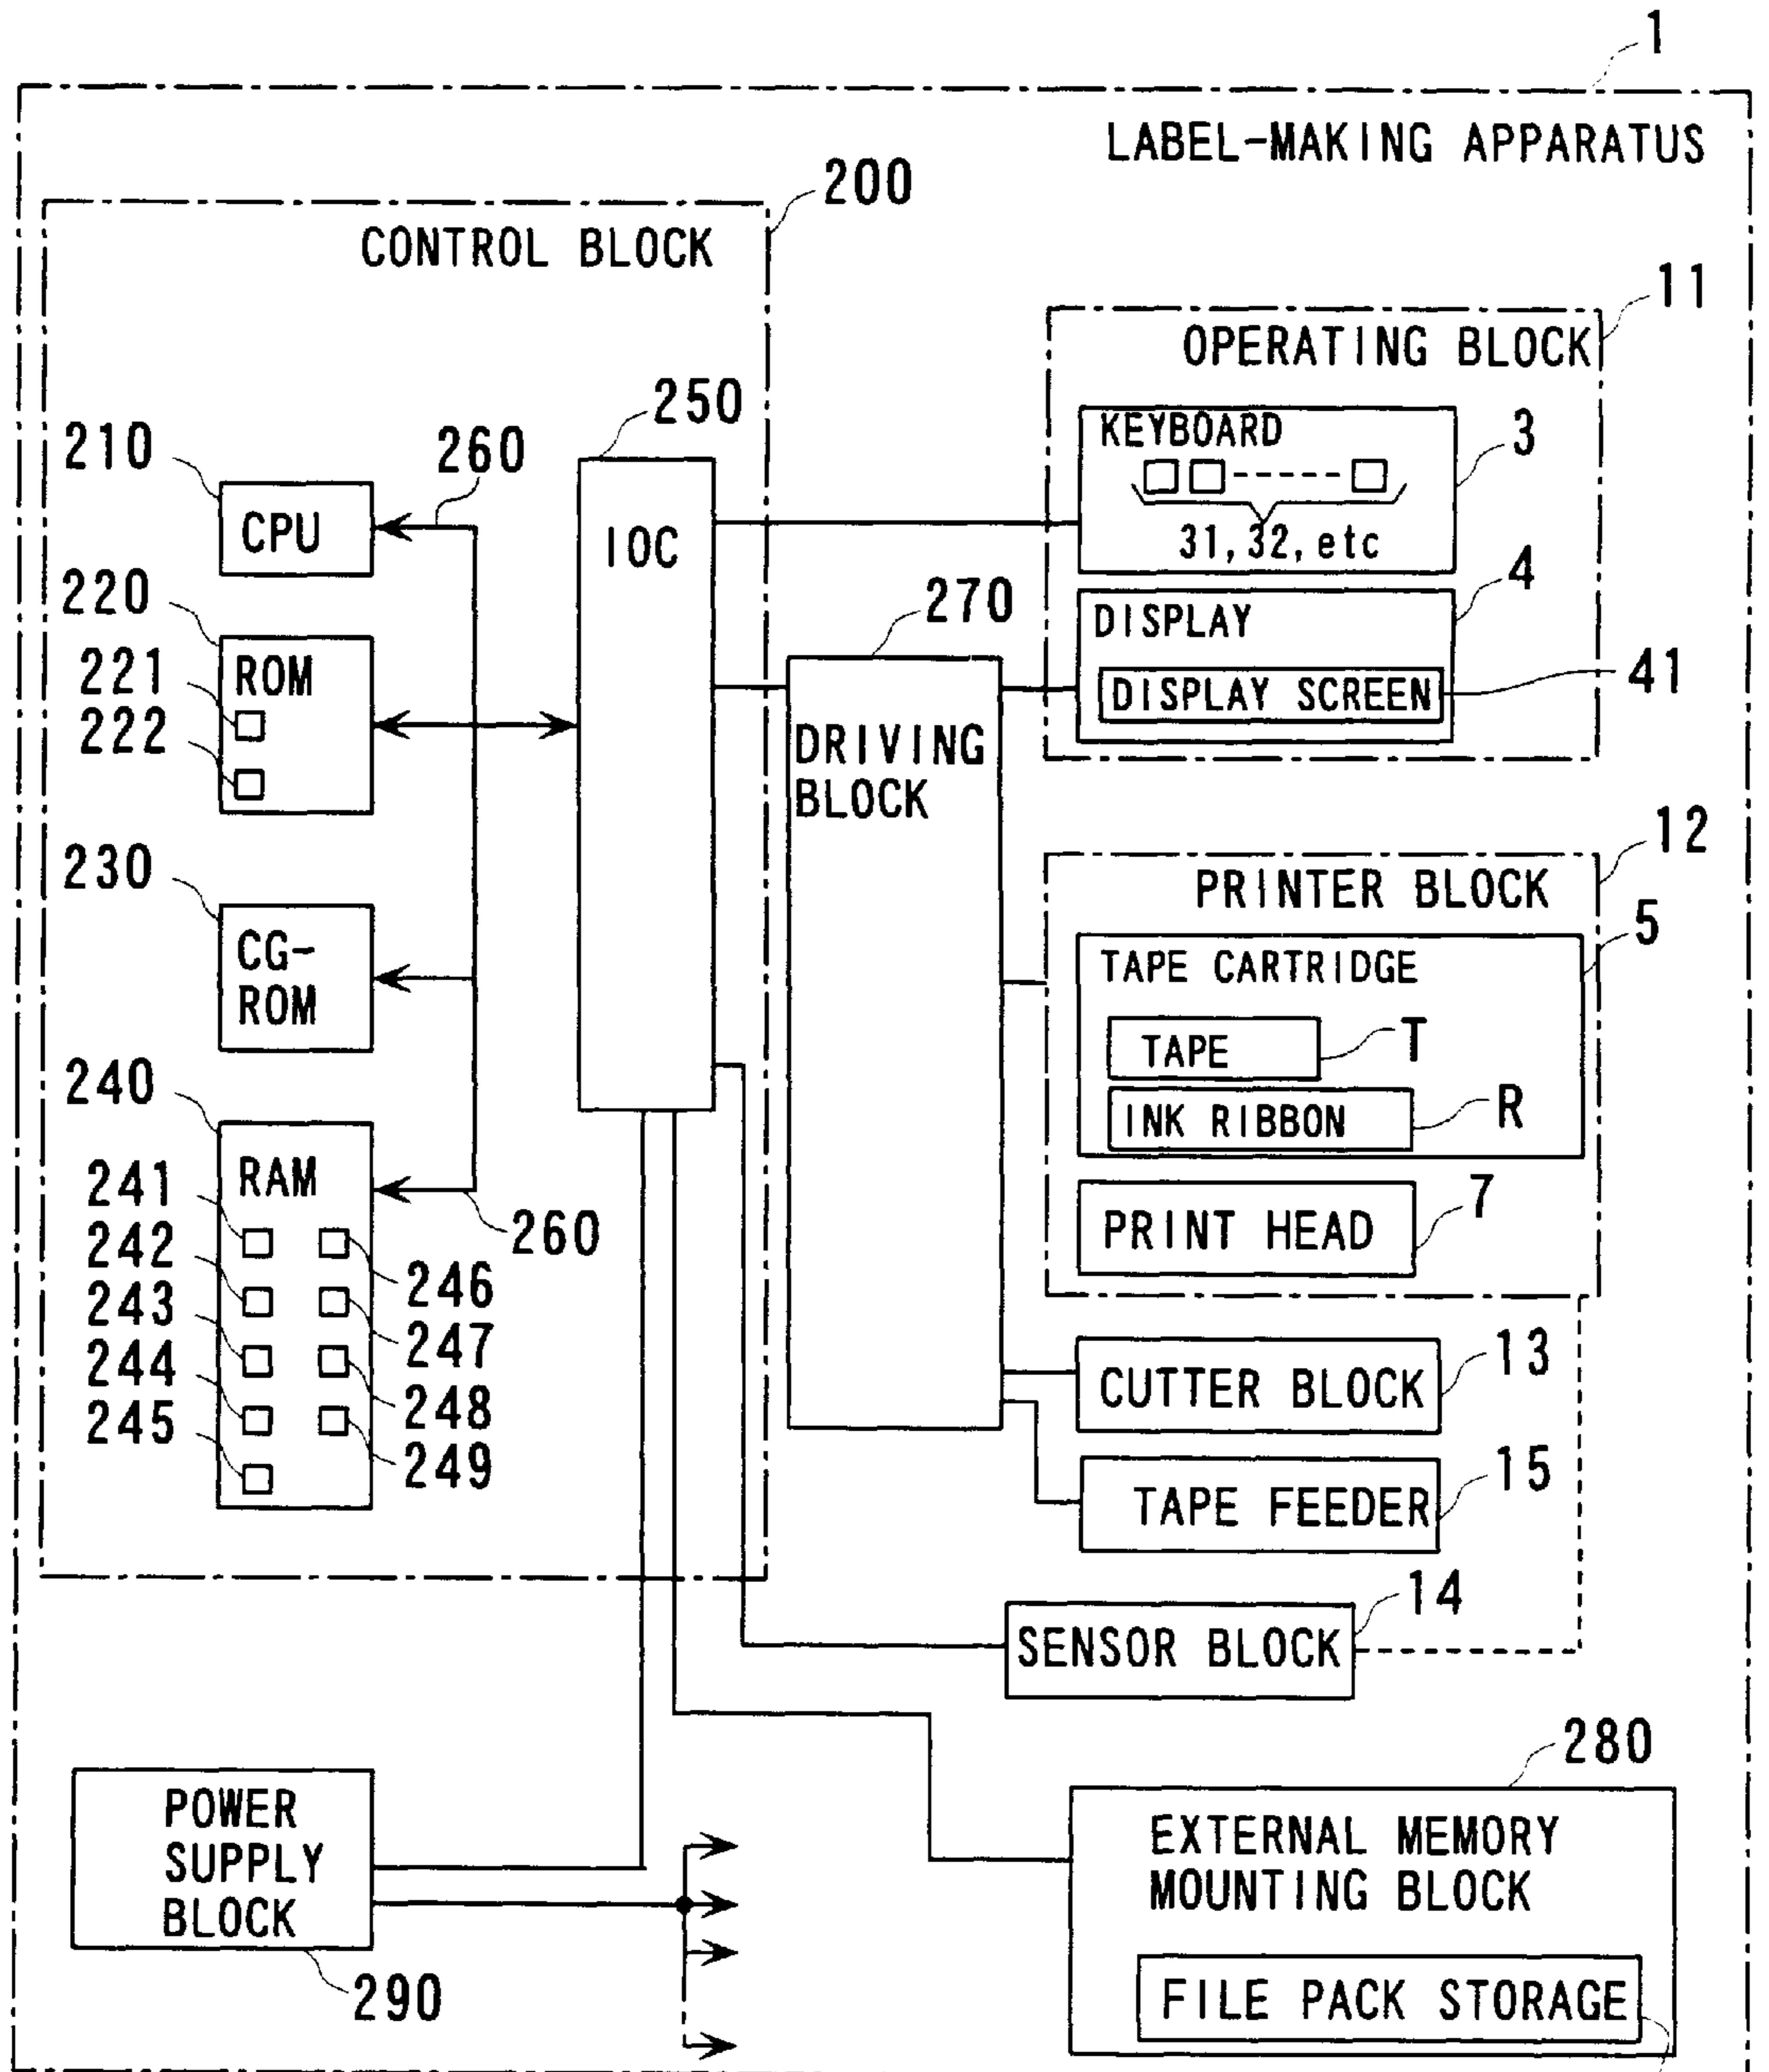 1
LABEL-MAKING APPARATUS
200
CONTROL BLOCK
11
OPERATING BLOCK
250
KEYBOARD
3
210
260
CPU
IOC
31, 32, etc
220
270
4
DISPLAY
221
ROM
41
DISPLAY SCREEN
222
DRIVING
BLOCK
12
230
PRINTER BLOCK
5
CG-
ROM
TAPE CARTRIDGE
TAPE
T
240
INK RIBBON
R
241
RAM
260
7
PRINT HEAD
242
246
243
247
13
244
248
CUTTER BLOCK
245
249
15
TAPE FEEDER
14
SENSOR BLOCK
280
POWER
SUPPLY
BLOCK
EXTERNAL MEMORY
MOUNTING BLOCK
290
FILE PACK STORAGE